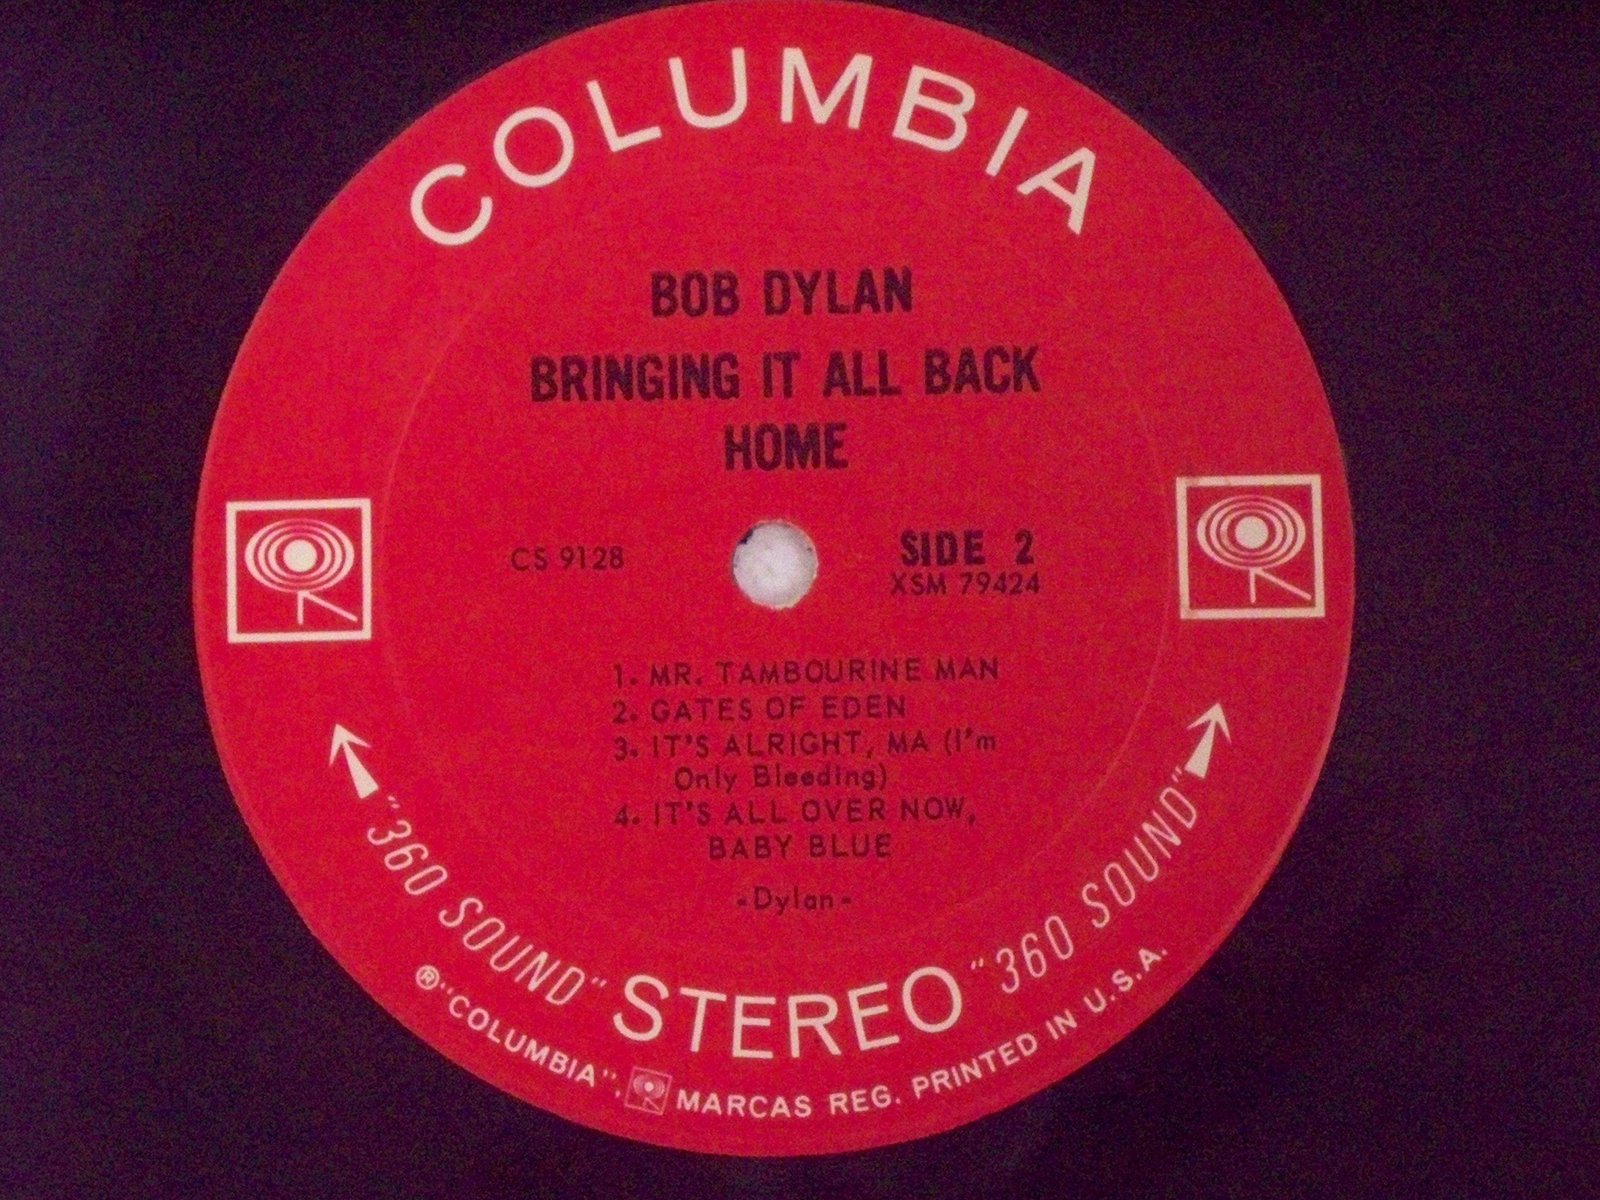 COLUMBIA
BOB DYLAN
BRINGING IT ALL BACK
HOME
CS 9128
SIDE 2
XSM 79424
1. MR. TAMBOURINE MAN
2. GATES OF EDEN
3. IT'S ALRIGHT, MA (I'm
Only Bleeding)
4. IT'S ALL OVER NOW,
BABY BLUE
-Dylan-
"360 SOUND" STEREO "360 SOUND"
®"COLUMBIA", MARCAS REG. PRINTED IN U.S.A.